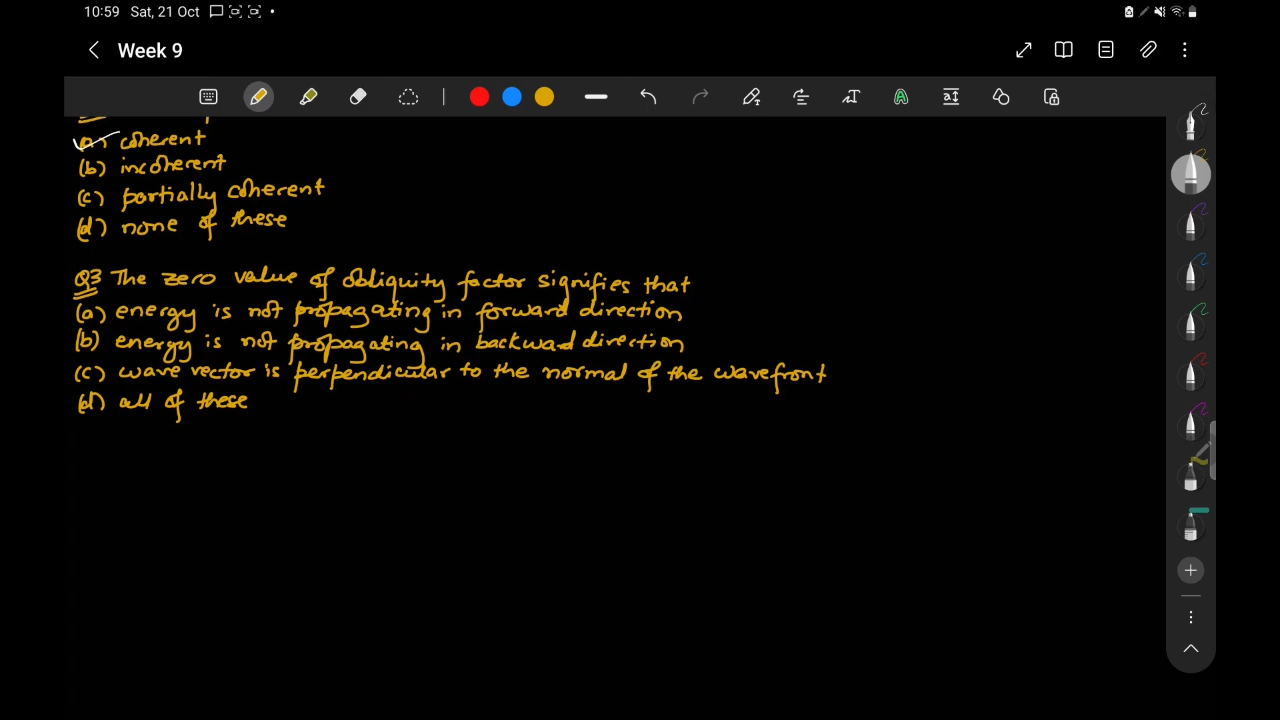 10:59 Sat, 21 Oct
Week 9
(a) coherent
(b) incoherent
(c) partially coherent
(d) none of these
Q3 The zero value of obliquity factor signifies that
(a) energy is not propagating in forward direction
(b) energy is not propagating in backward direction
(c) wave vector is perpendicular to the normal of the wavefront
(d) all of these